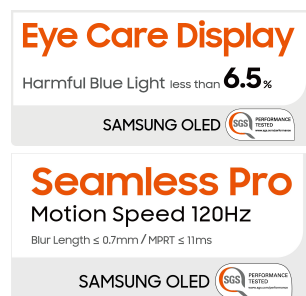 Eye Care Display
Harmful Blue Light less than 6.5%
SAMSUNG OLED
SGS PERFORMANCE
TESTED
Seamless Pro
Motion Speed 120Hz
Blur Length ≤ 0.7mm / MPRT ≤ 11ms
SAMSUNG OLED
SGS PERFORMANCE
TESTED